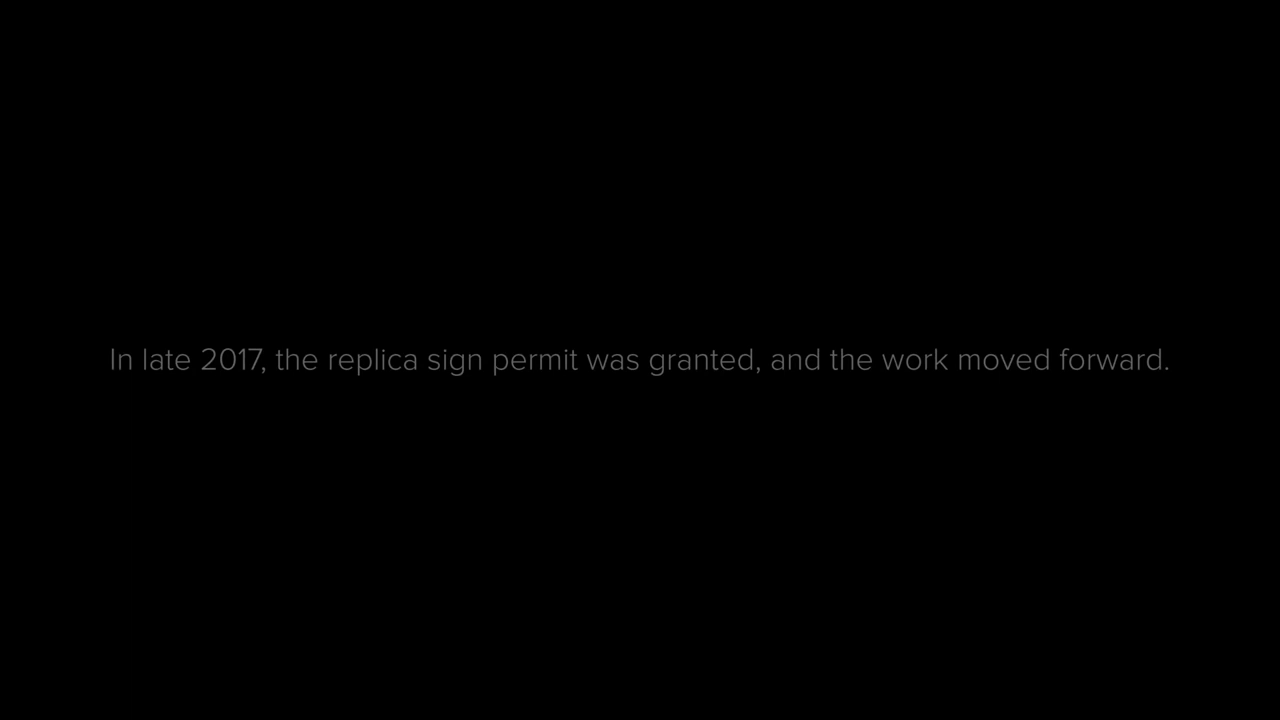 In late 2017, the replica sign permit was granted, and the work moved forward.